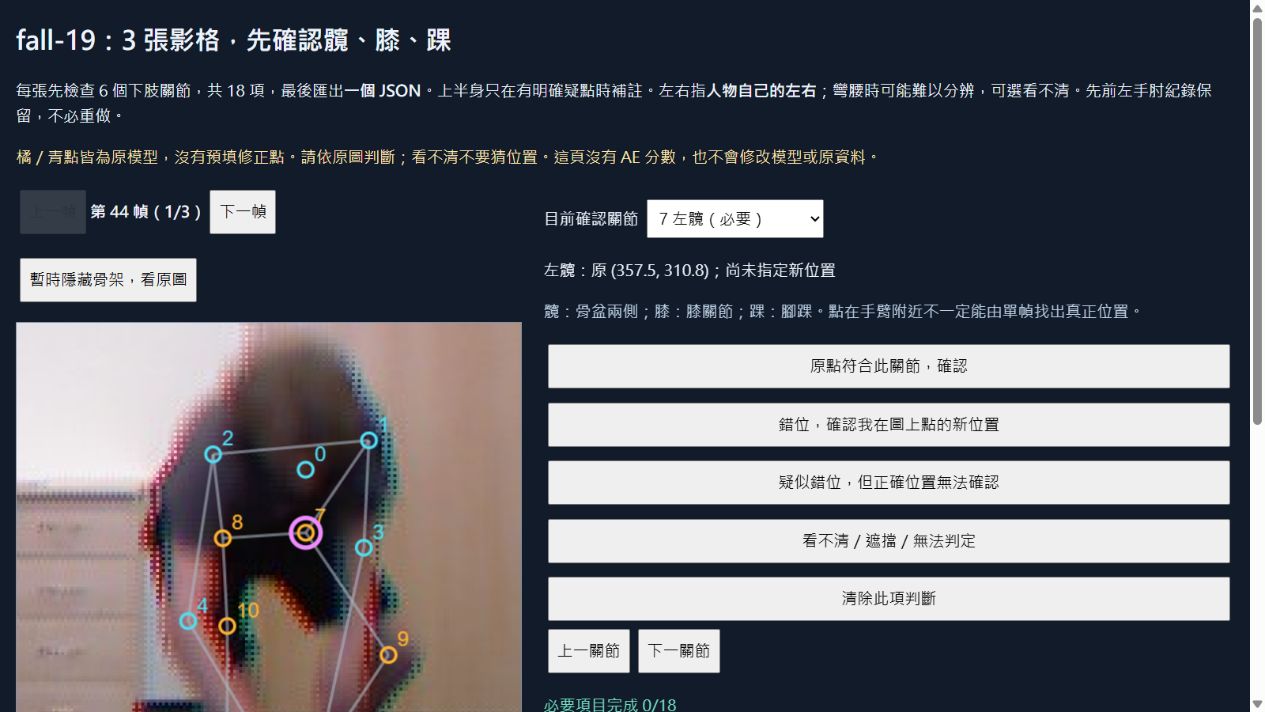 fall-19：3 張影格，先確認髖、膝、踝
每張先檢查 6 個下肢關節，共 18 項，最後匯出一個 JSON。上半身只在有明確疑點時補註。左右指人物自己的左右；彎腰時可能難以分辨，可選看不清。先前左手肘紀錄保
留，不必重做。
橘 / 青點皆為原模型，沒有預填修正點。請依原圖判斷；看不清不要猜位置。這頁沒有 AE 分數，也不會修改模型或原資料。
上一幀 第 44 幀（1/3） 下一幀
暫時隱藏骨架，看原圖
目前確認關節 7 左髖（必要）
左髖：原 (357.5, 310.8)；尚未指定新位置
髖：骨盆兩側；膝：膝關節；踝：腳踝。點在手臂附近不一定能由單幀找出真正位置。
原點符合此關節，確認
錯位，確認我在圖上點的新位置
疑似錯位，但正確位置無法確認
看不清 / 遮擋 / 無法判定
清除此項判斷
上一關節 下一關節
必要項目完成 0/18
1
2
0
7
8
3
4
10
9